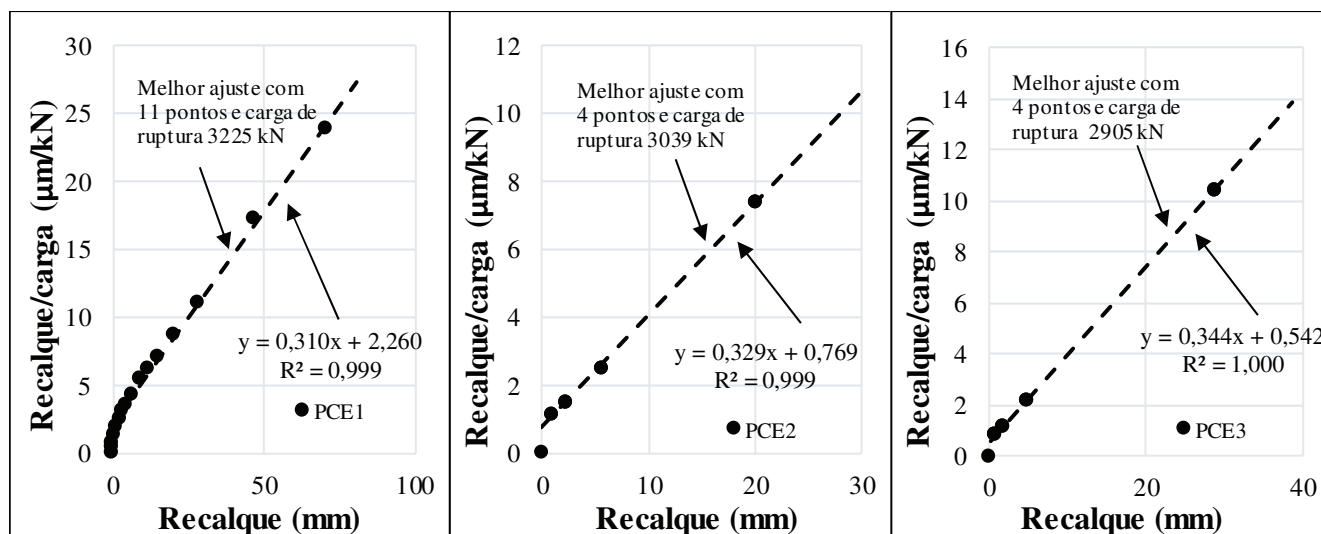 30
25
20
15
10
5
0
0
50
100
Recalque/carga (µm/kN)
Recalque (mm)
Melhor ajuste com
11 pontos e carga de
ruptura 3225 kN
y = 0,310x + 2,260
R² = 0,999
PCE1
12
10
8
6
4
2
0
0
10
20
30
Recalque/carga (µm/kN)
Recalque (mm)
Melhor ajuste com
4 pontos e carga de
ruptura 3039 kN
y = 0,329x + 0,769
R² = 0,999
PCE2
16
14
12
10
8
6
4
2
0
0
20
40
Recalque/carga (µm/kN)
Recalque (mm)
Melhor ajuste com
4 pontos e carga de
ruptura 2905 kN
y = 0,344x + 0,542
R² = 1,000
PCE3